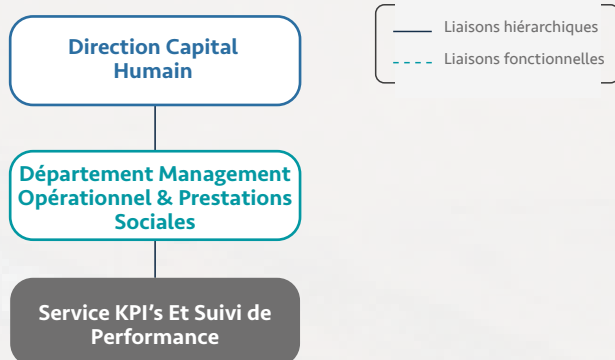 Direction Capital
Humain
Liaisons hiérarchiques
Liaisons fonctionnelles
Département Management
Opérationnel & Prestations
Sociales
Service KPI's Et Suivi de
Performance